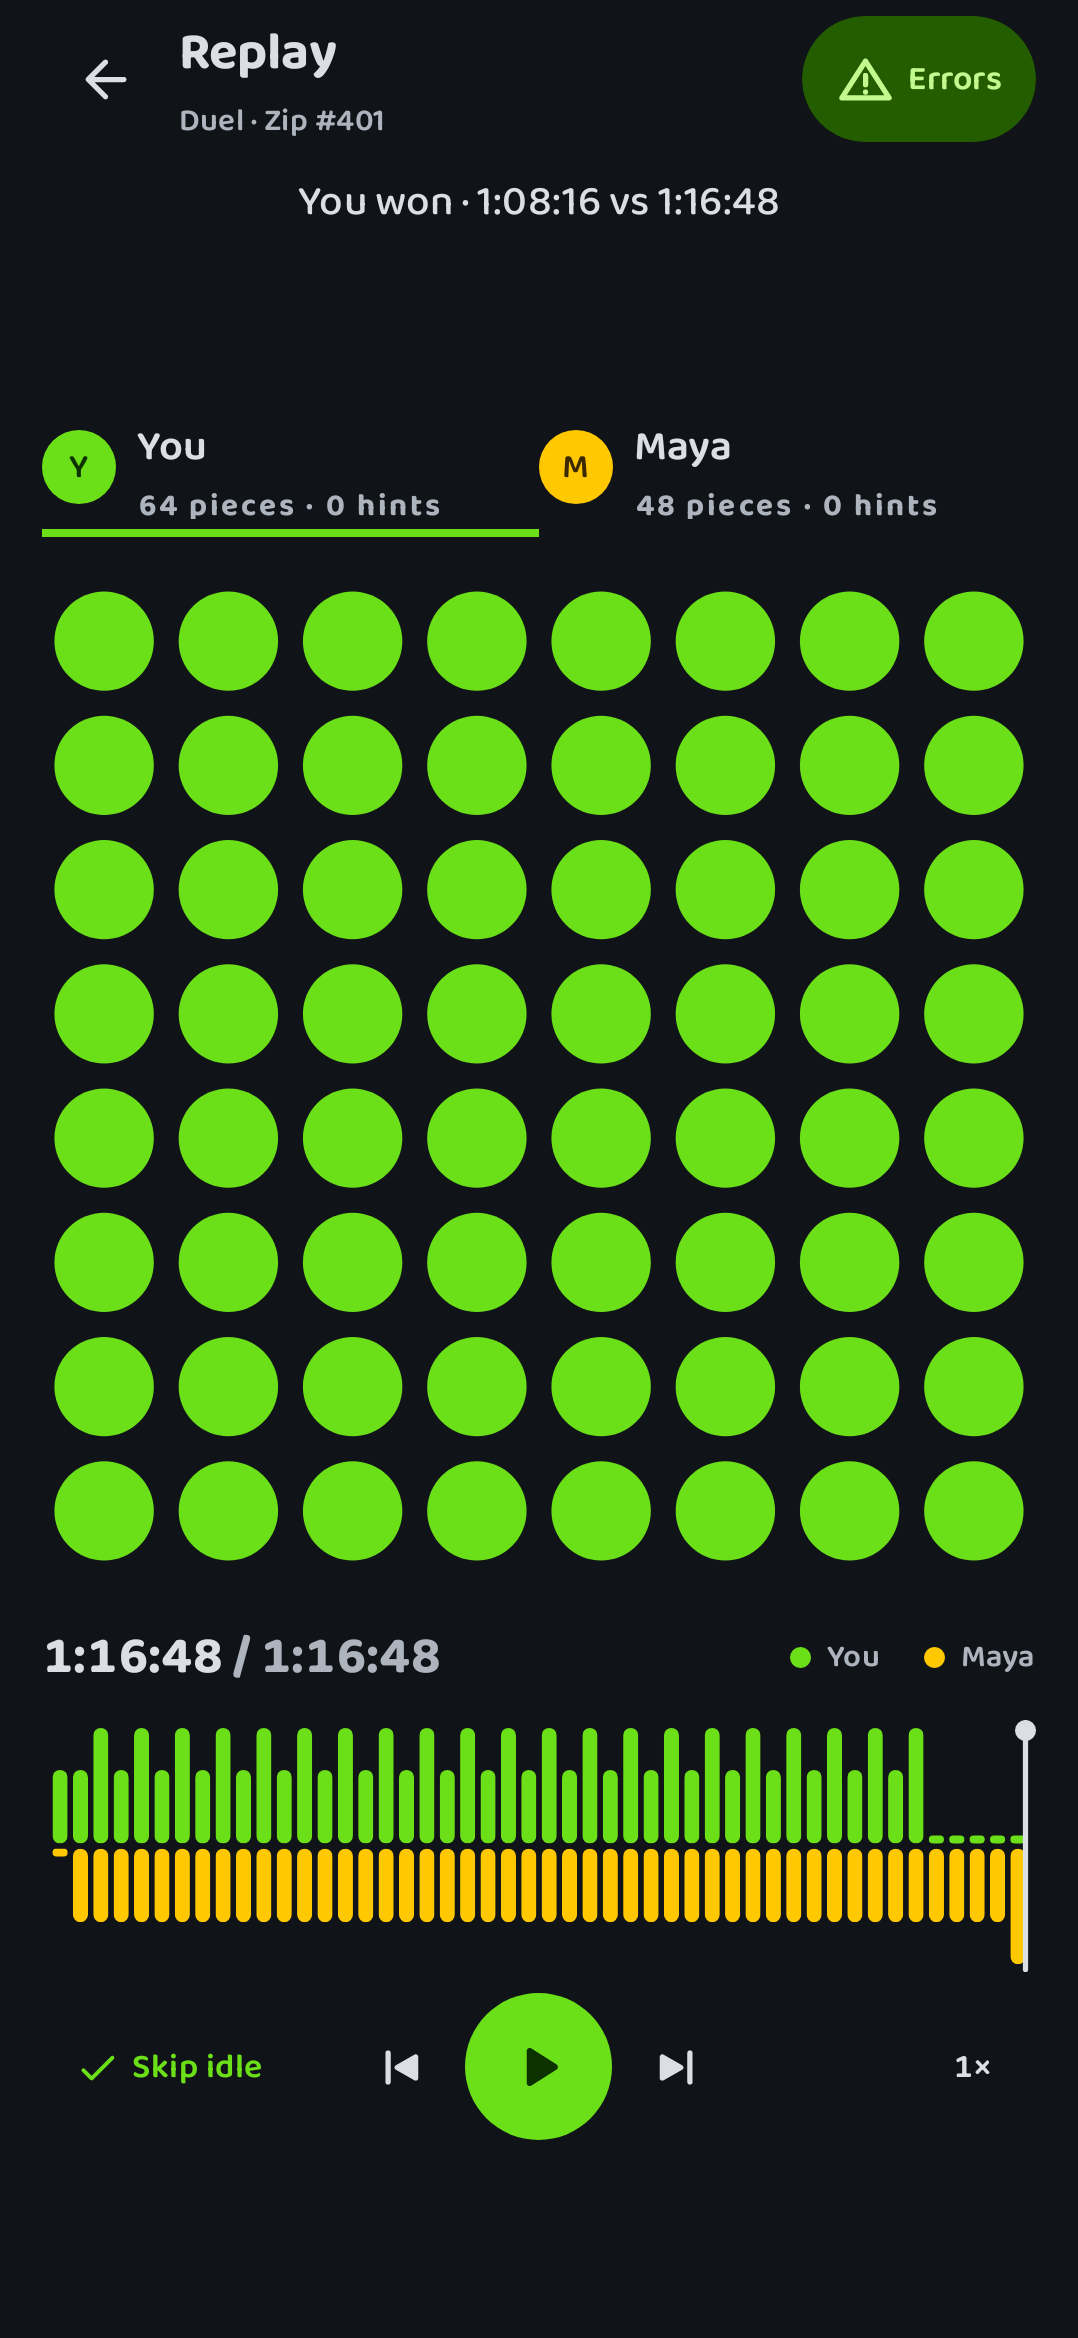 Replay
Duel · Zip #401
Errors
You won · 1:08:16 vs 1:16:48
Y
You
64 pieces · 0 hints
M
Maya
48 pieces · 0 hints
1:16:48 / 1:16:48
You
Maya
Skip idle
1×